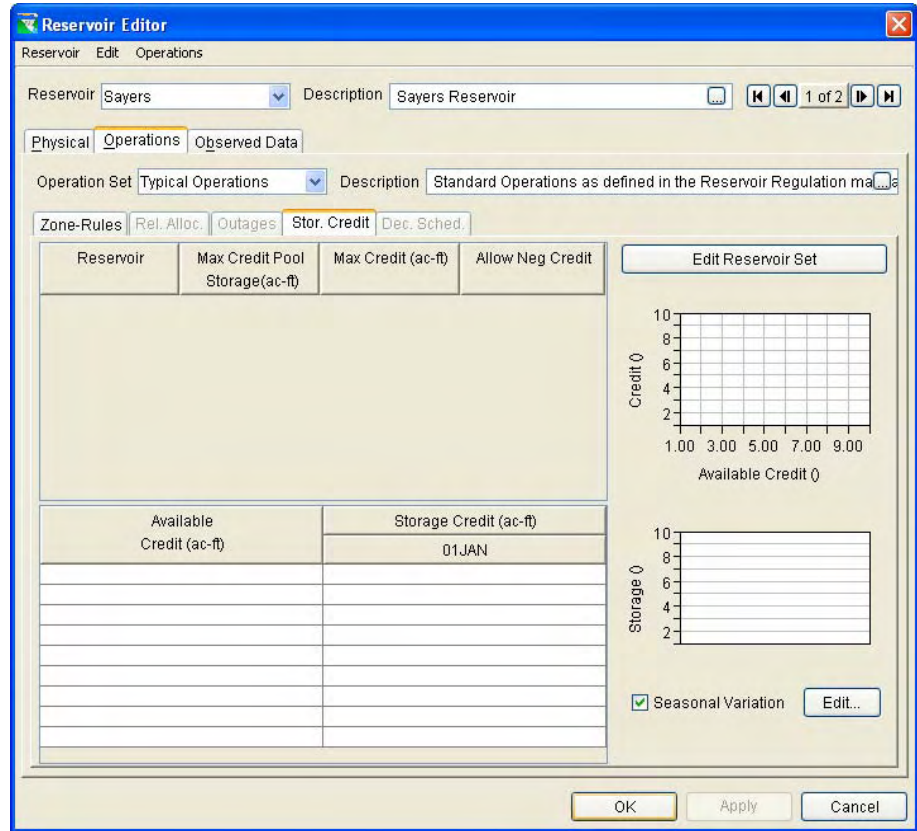 Reservoir Editor
Reservoir Edit Operations
Reservoir Sayers Description Sayers Reservoir ... 1 of 2
Physical Operations Observed Data
Operation Set Typical Operations Description Standard Operations as defined in the Reservoir Regulation ma ... a
Zone-Rules Rel. Alloc. Outages Stor. Credit Dec. Sched.
Reservoir Max Credit Pool Storage(ac-ft) Max Credit (ac-ft) Allow Neg Credit
Edit Reservoir Set
10
8
6
4
2
Credit ()
1.00 3.00 5.00 7.00 9.00
Available Credit ()
Available Credit (ac-ft)
Storage Credit (ac-ft)
01JAN
10
8
6
4
2
Storage ()
Seasonal Variation Edit...
OK Apply Cancel